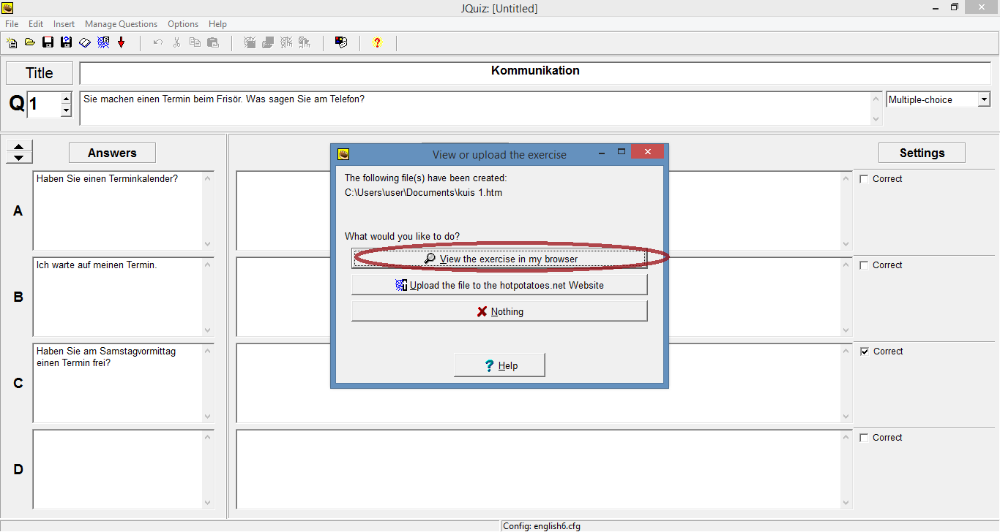 JQuiz: [Untitled]
File Edit Insert Manage Questions Options Help
Title
Kommunikation
Q 1
Sie machen einen Termin beim Frisör. Was sagen Sie am Telefon?
Multiple-choice
Answers
Settings
A
Haben Sie einen Terminkalender?
Correct
B
Ich warte auf meinen Termin.
Correct
C
Haben Sie am Samstagvormittag
einen Termin frei?
Correct
D
Correct
View or upload the exercise
The following file(s) have been created:
C:\Users\user\Documents\kuis 1.htm
What would you like to do?
View the exercise in my browser
Upload the file to the hotpotatoes.net Website
Nothing
? Help
Config: english6.cfg